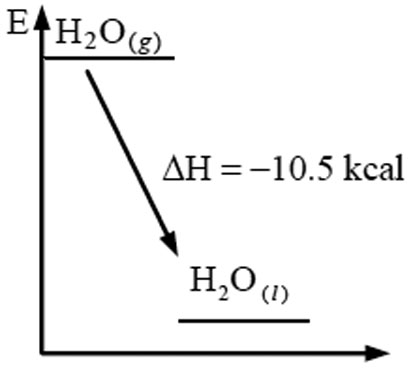 E
H₂O(g)
ΔH = −10.5 kcal
H₂O(l)